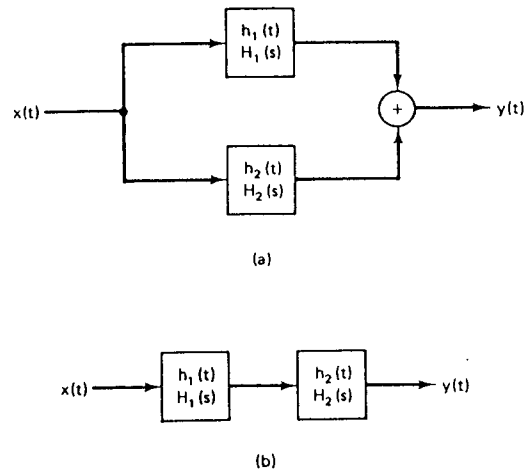 h₁(t)
H₁(s)
x(t)
+
y(t)
h₂(t)
H₂(s)
(a)
x(t)
h₁(t)
H₁(s)
h₂(t)
H₂(s)
y(t)
(b)